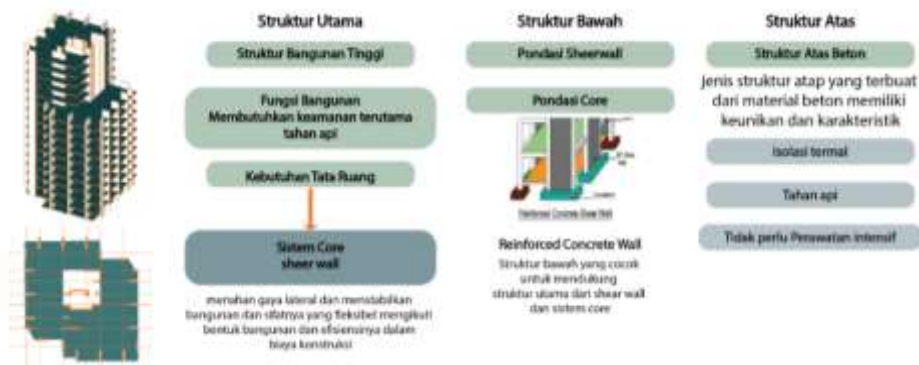 Struktur Utama
Struktur Bangunan Tinggi
Fungsi Bangunan
Membutuhkan keamanan terutama
tahan api
Kebutuhan Tata Ruang
Sistem Core
sheer wall
menahan gaya lateral dan menstabilkan
bangunan dan sifatnya yang fleksibel mengikuti
bentuk bangunan dan efisiensinya dalam
biaya konstruksi
Struktur Bawah
Pondasi Sheerwall
Pondasi Core
Reinforced Concrete Shear Wall
Reinforced Concrete Wall
Struktur bawah yang cocok
untuk mendukung
struktur utama dari shear wall
dan sistem core
Struktur Atas
Struktur Atas Beton
Jenis struktur atap yang terbuat
dari material beton memiliki
keunikan dan karakteristik
Isolasi termal
Tahan api
Tidak perlu Perawatan intensif